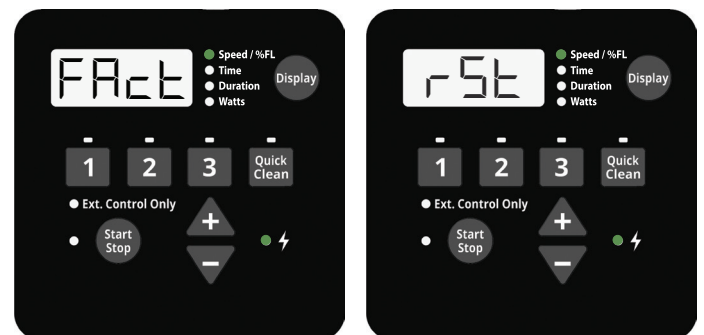 FAct
Speed / %FL
Time
Duration
Watts
Display
1 2 3 Quick Clean
Ext. Control Only
Start Stop
+
−
rSt
Speed / %FL
Time
Duration
Watts
Display
1 2 3 Quick Clean
Ext. Control Only
Start Stop
+
−